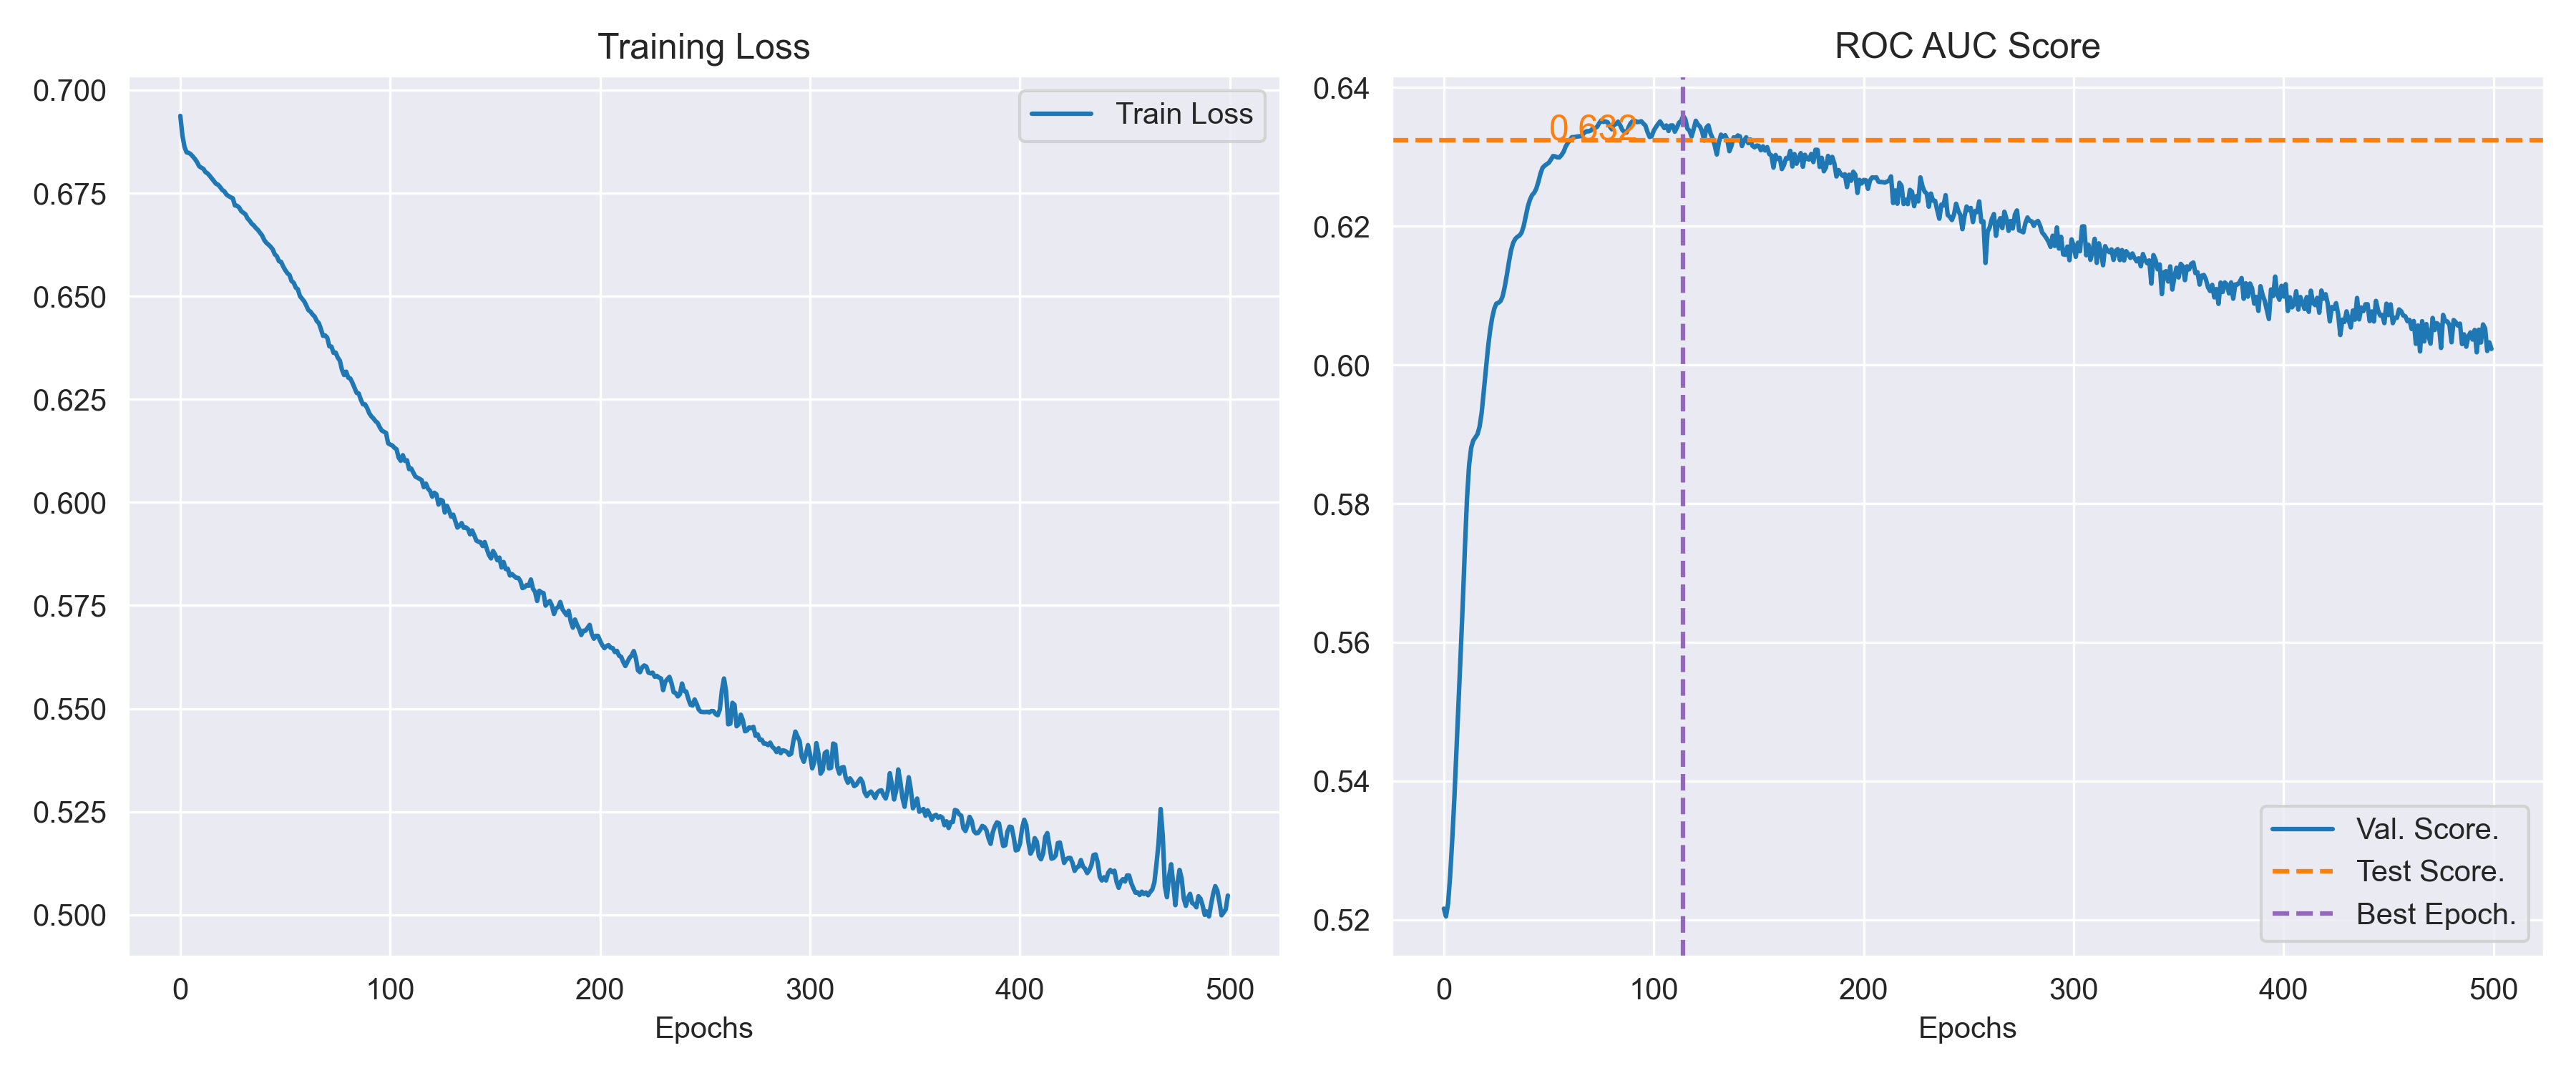 Training Loss
0.700
0.675
0.650
0.625
0.600
0.575
0.550
0.525
0.500
0 100 200 300 400 500
Epochs
Train Loss
ROC AUC Score
0.64
0.62
0.60
0.58
0.56
0.54
0.52
0 100 200 300 400 500
Epochs
0.632
Val. Score.
Test Score.
Best Epoch.